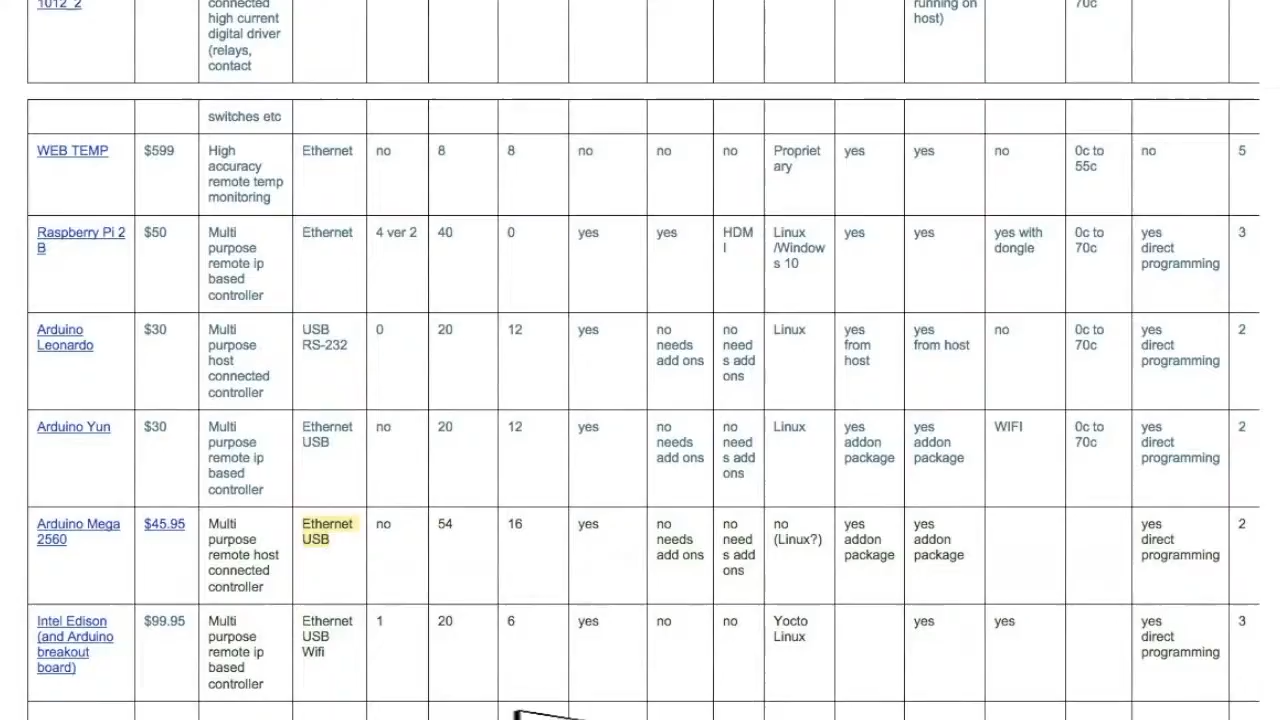 1012 2
connected
high current
digital driver
(relays,
contact
running on
host)
70c
switches etc
WEB TEMP
$599
High
accuracy
remote temp
monitoring
Ethernet
no
8
8
no
no
no
Propriet
ary
yes
yes
no
0c to
55c
no
5
Raspberry Pi 2
B
$50
Multi
purpose
remote ip
based
controller
Ethernet
4 ver 2
40
0
yes
yes
HDM
I
Linux
/Window
s 10
yes
yes
yes with
dongle
0c to
70c
yes
direct
programming
3
Arduino
Leonardo
$30
Multi
purpose
host
connected
controller
USB
RS-232
0
20
12
yes
no
needs
add ons
no
need
s add
ons
Linux
yes
from
host
yes
from host
no
0c to
70c
yes
direct
programming
2
Arduino Yun
$30
Multi
purpose
remote ip
based
controller
Ethernet
USB
no
20
12
yes
no
needs
add ons
no
need
s add
ons
Linux
yes
addon
package
yes
addon
package
WIFI
0c to
70c
yes
direct
programming
2
Arduino Mega
2560
$45.95
Multi
purpose
remote host
connected
controller
Ethernet
USB
no
54
16
yes
no
needs
add ons
no
need
s add
ons
no
(Linux?)
yes
addon
package
yes
addon
package
yes
direct
programming
2
Intel Edison
(and Arduino
breakout
board)
$99.95
Multi
purpose
remote ip
based
controller
Ethernet
USB
Wifi
1
20
6
yes
no
no
Yocto
Linux
yes
yes
yes
direct
programming
3